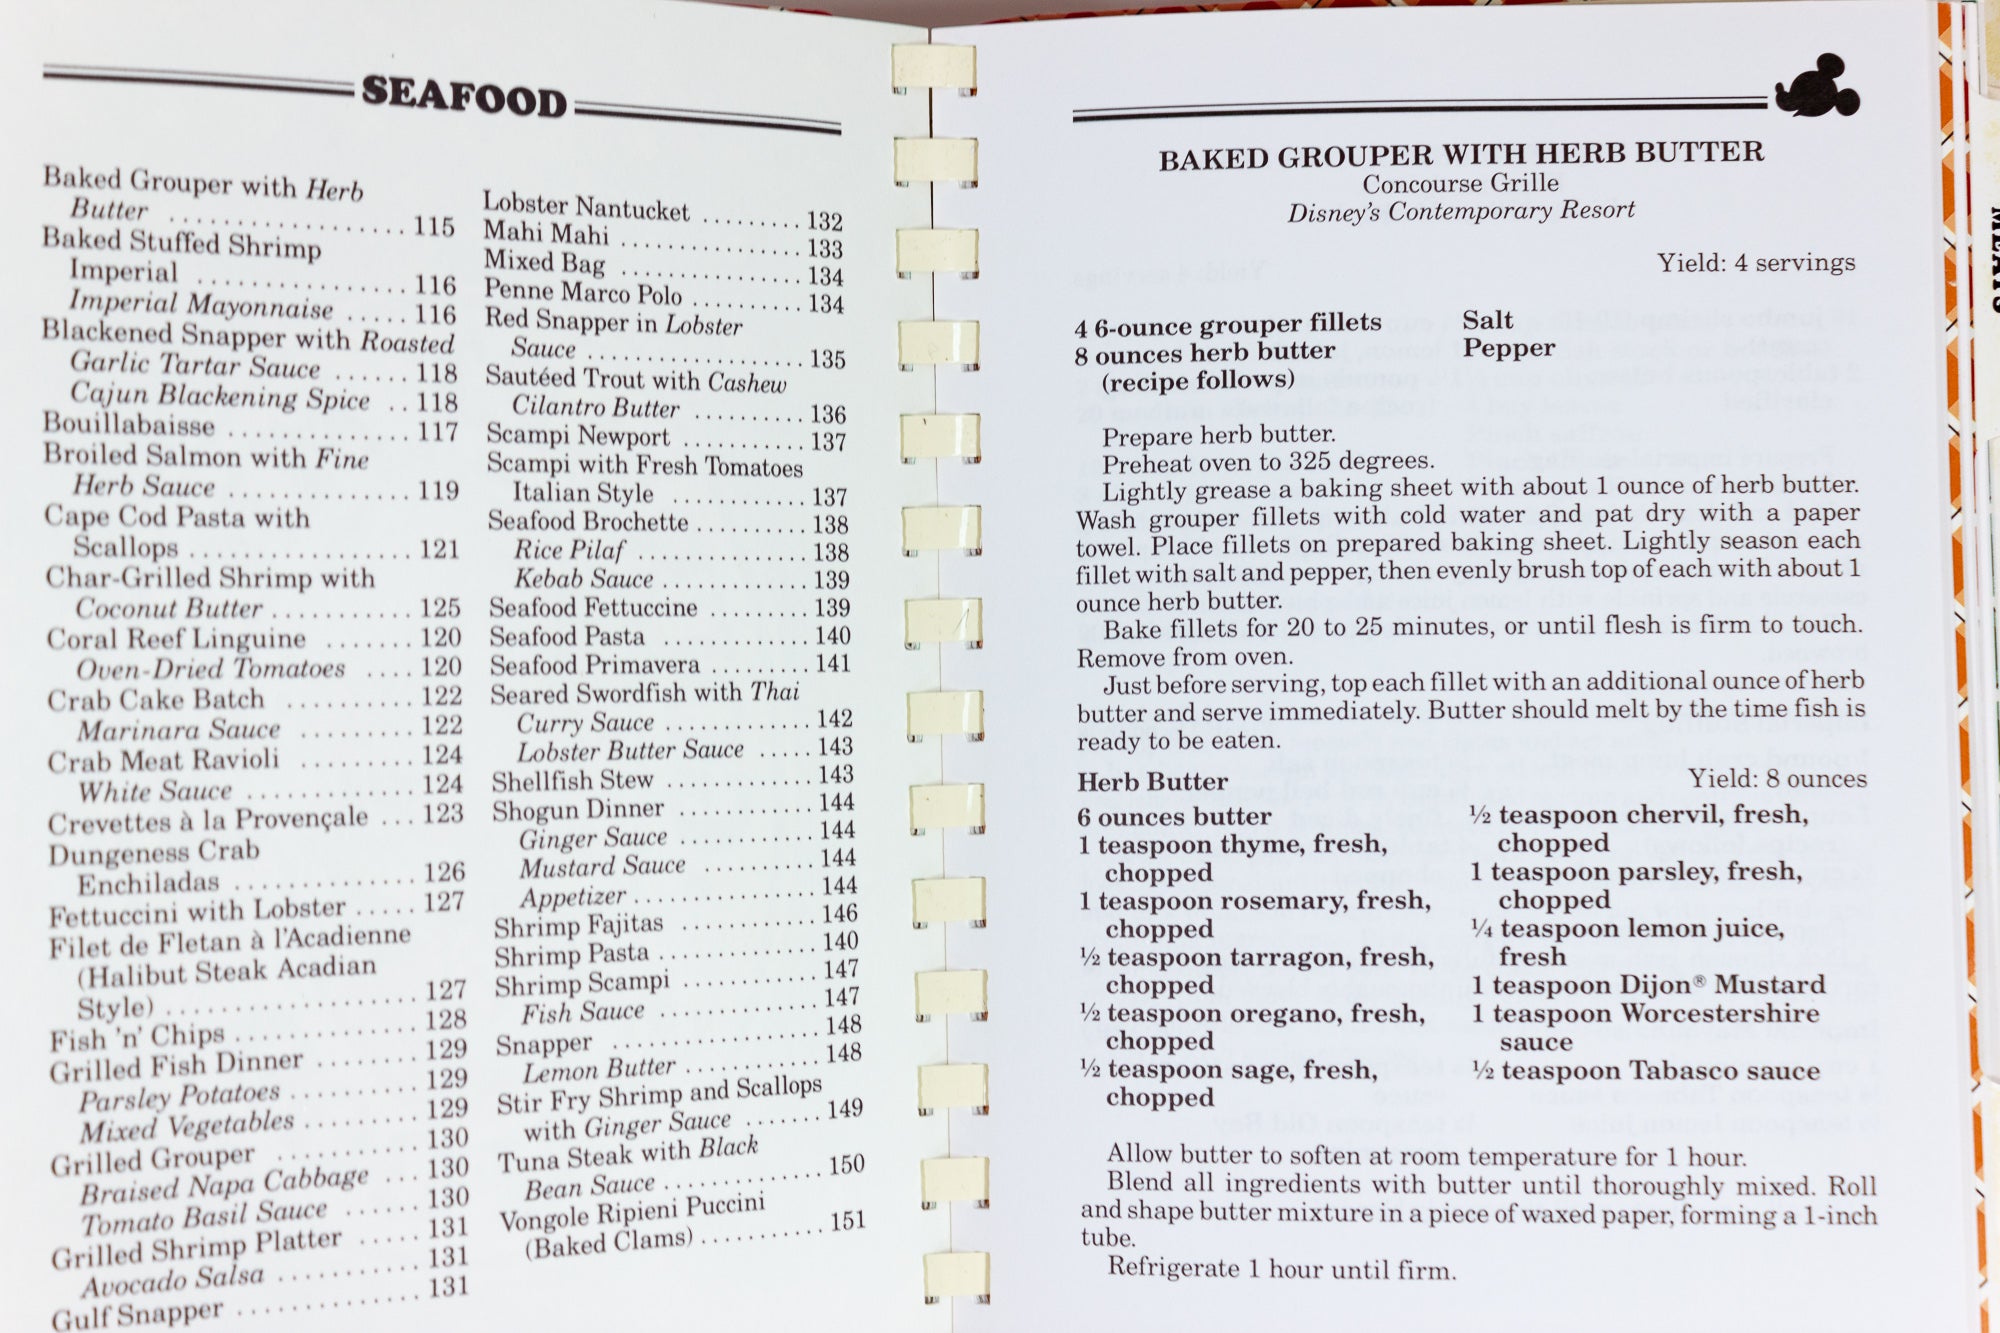 SEAFOOD
Baked Grouper with Herb
Butter .................. 115
Baked Stuffed Shrimp
Imperial ................ 116
Imperial Mayonnaise ..... 116
Blackened Snapper with Roasted
Garlic Tartar Sauce ...... 118
Cajun Blackening Spice .. 118
Bouillabaisse .............. 117
Broiled Salmon with Fine
Herb Sauce .............. 119
Cape Cod Pasta with
Scallops ................. 121
Char-Grilled Shrimp with
Coconut Butter ........... 125
Coral Reef Linguine ....... 120
Oven-Dried Tomatoes .... 120
Crab Cake Batch .......... 122
Marinara Sauce ......... 122
Crab Meat Ravioli ......... 124
White Sauce ............. 124
Crevettes à la Provençale ... 123
Dungeness Crab
Enchiladas .............. 126
Fettuccini with Lobster ..... 127
Filet de Fletan à l'Acadienne
(Halibut Steak Acadian
Style) ................... 127
Fish 'n' Chips .............. 128
Grilled Fish Dinner ......... 129
Parsley Potatoes .......... 129
Mixed Vegetables ........ 129
Grilled Grouper ........... 130
Braised Napa Cabbage ... 130
Tomato Basil Sauce ...... 130
Grilled Shrimp Platter ..... 131
Avocado Salsa ........... 131
Gulf Snapper .............. 131
Lobster Nantucket ........ 132
Mahi Mahi .............. 133
Mixed Bag .............. 134
Penne Marco Polo ......... 134
Red Snapper in Lobster
Sauce ................. 135
Sautéed Trout with Cashew
Cilantro Butter ......... 136
Scampi Newport .......... 137
Scampi with Fresh Tomatoes
Italian Style .......... 137
Seafood Brochette ......... 138
Rice Pilaf ............. 138
Kebab Sauce ........... 139
Seafood Fettuccine ........ 139
Seafood Pasta ........... 140
Seafood Primavera ........ 141
Seared Swordfish with Thai
Curry Sauce ............ 142
Lobster Butter Sauce ..... 143
Shellfish Stew ........... 143
Shogun Dinner .......... 144
Ginger Sauce .......... 144
Mustard Sauce ........ 144
Appetizer .............. 144
Shrimp Fajitas .......... 146
Shrimp Pasta ............ 140
Shrimp Scampi .......... 147
Fish Sauce ............ 147
Snapper ............... 148
Lemon Butter .......... 148
Stir Fry Shrimp and Scallops
with Ginger Sauce ....... 149
Tuna Steak with Black
Bean Sauce ............. 150
Vongole Ripieni Puccini
(Baked Clams) .......... 151
BAKED GROUPER WITH HERB BUTTER
Concourse Grille
Disney's Contemporary Resort
Yield: 4 servings
4 6-ounce grouper fillets
8 ounces herb butter
(recipe follows)
Salt
Pepper
Prepare herb butter.
Preheat oven to 325 degrees.
Lightly grease a baking sheet with about 1 ounce of herb butter.
Wash grouper fillets with cold water and pat dry with a paper
towel. Place fillets on prepared baking sheet. Lightly season each
fillet with salt and pepper, then evenly brush top of each with about 1
ounce herb butter.
Bake fillets for 20 to 25 minutes, or until flesh is firm to touch.
Remove from oven.
Just before serving, top each fillet with an additional ounce of herb
butter and serve immediately. Butter should melt by the time fish is
ready to be eaten.
Herb Butter Yield: 8 ounces
6 ounces butter
1 teaspoon thyme, fresh,
chopped
1 teaspoon rosemary, fresh,
chopped
½ teaspoon tarragon, fresh,
chopped
½ teaspoon oregano, fresh,
chopped
½ teaspoon sage, fresh,
chopped
½ teaspoon chervil, fresh,
chopped
1 teaspoon parsley, fresh,
chopped
¼ teaspoon lemon juice,
fresh
1 teaspoon Dijon® Mustard
1 teaspoon Worcestershire
sauce
½ teaspoon Tabasco sauce
Allow butter to soften at room temperature for 1 hour.
Blend all ingredients with butter until thoroughly mixed. Roll
and shape butter mixture in a piece of waxed paper, forming a 1-inch
tube.
Refrigerate 1 hour until firm.
MEATS